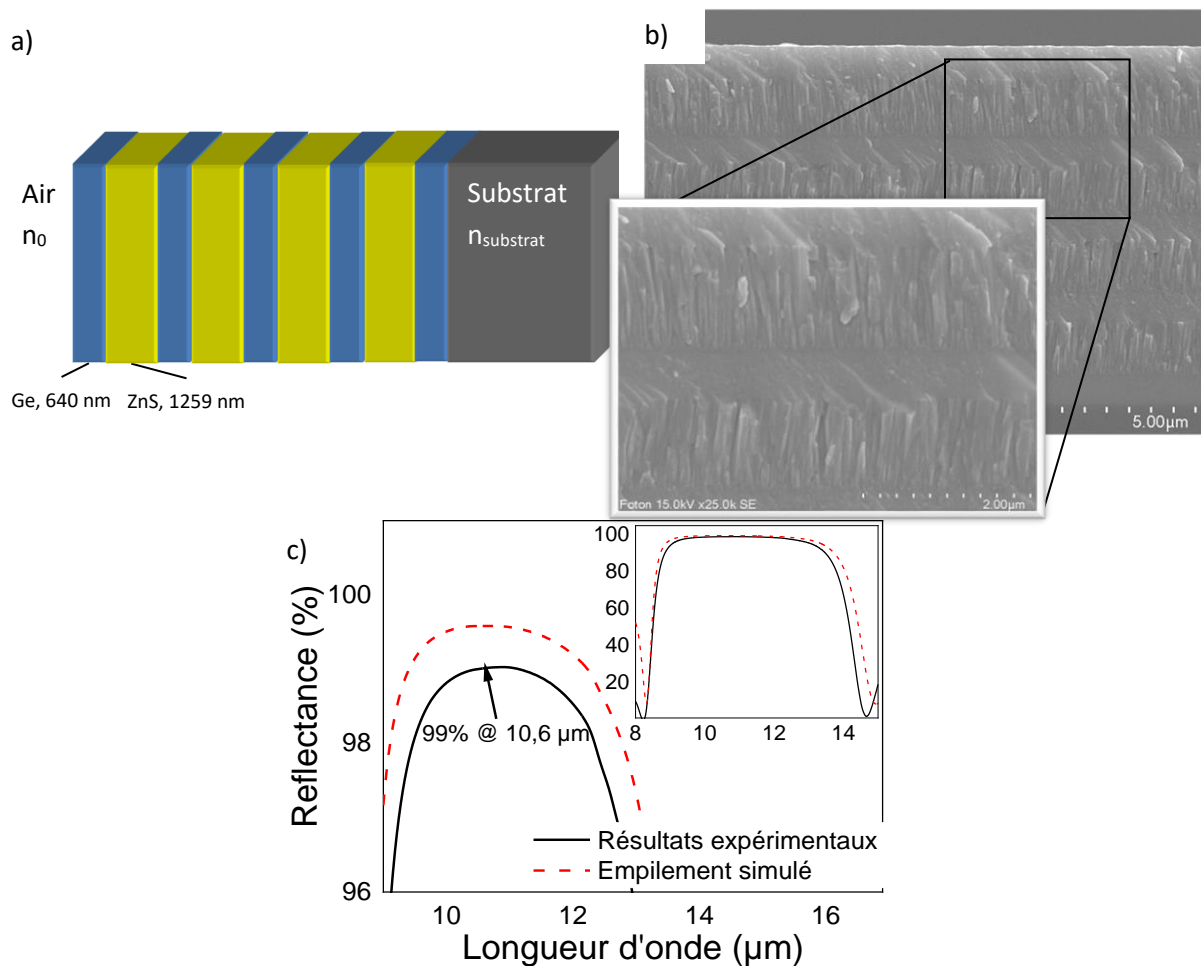 a)
Air
n₀
Substrat
n_substrat
Ge, 640 nm
ZnS, 1259 nm
b)
5.00µm
Foton 15.0kV x25.0k SE
2.00µm
c)
Reflectance (%)
100
98
96
99% @ 10,6 µm
100
80
60
40
20
8
10
12
14
Résultats expérimentaux
Empilement simulé
10
12
14
16
Longueur d'onde (µm)